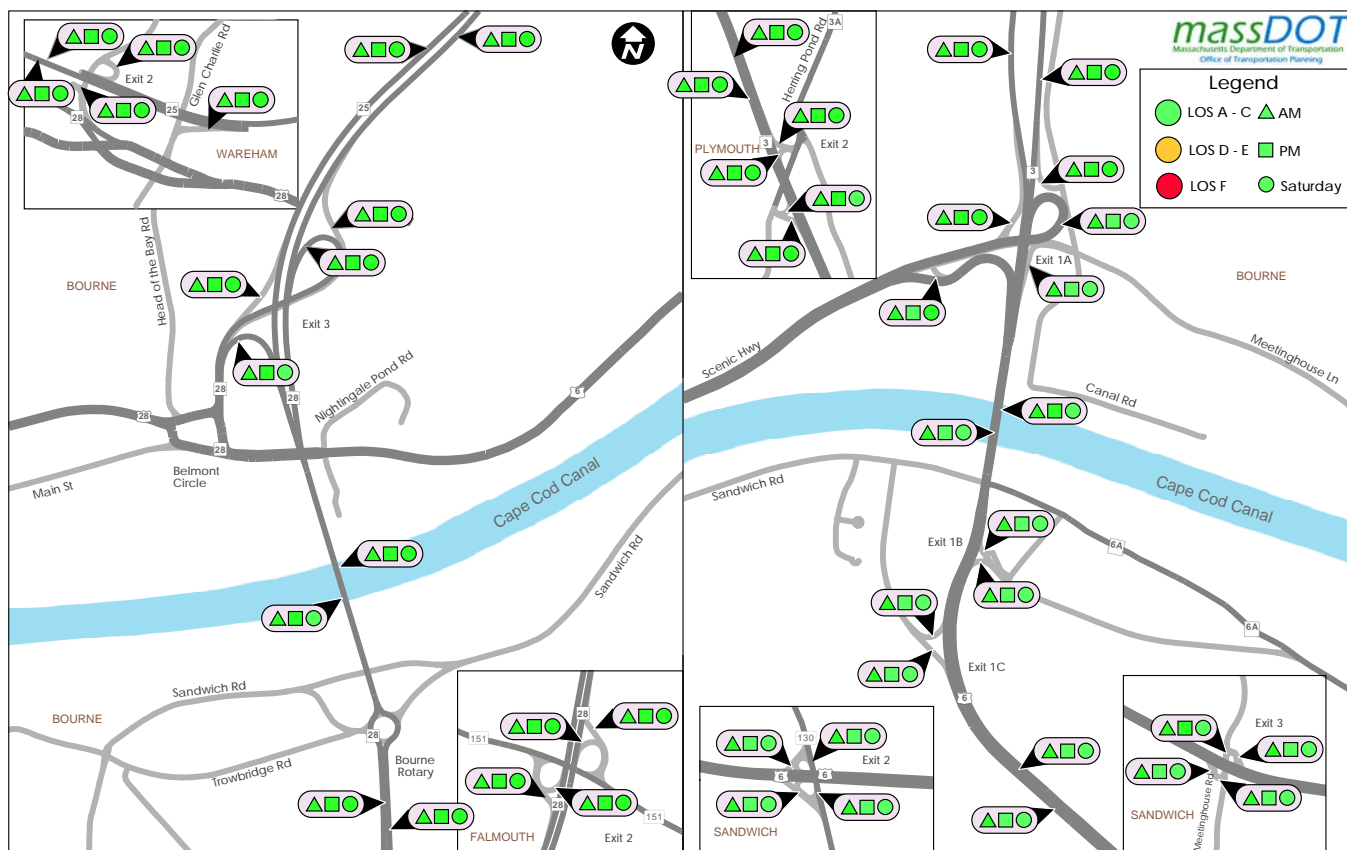 Glen Charlie Rd
Exit 2
25
28
WAREHAM
28
N
25
BOURNE
Head of the Bay Rd
Exit 3
28
28
Nightingale Pond Rd
6
28
28
Belmont
Circle
Main St
Cape Cod Canal
Sandwich Rd
Sandwich Rd
BOURNE
28
Trowbridge Rd
Bourne
Rotary
28
151
28
151
FALMOUTH
Exit 2
3A
Herring Pond Rd
3
PLYMOUTH
Exit 2
massDOT
Massachusetts Department of Transportation
Office of Transportation Planning
Legend
LOS A - C AM
LOS D - E PM
LOS F Saturday
3
Exit 1A
BOURNE
Scenic Hwy
Meetinghouse Ln
Canal Rd
Sandwich Rd
Cape Cod Canal
Exit 1B
6A
6A
Exit 1C
6
130
Exit 2
6
6
SANDWICH
Exit 3
6
SANDWICH
Meetinghouse Rd